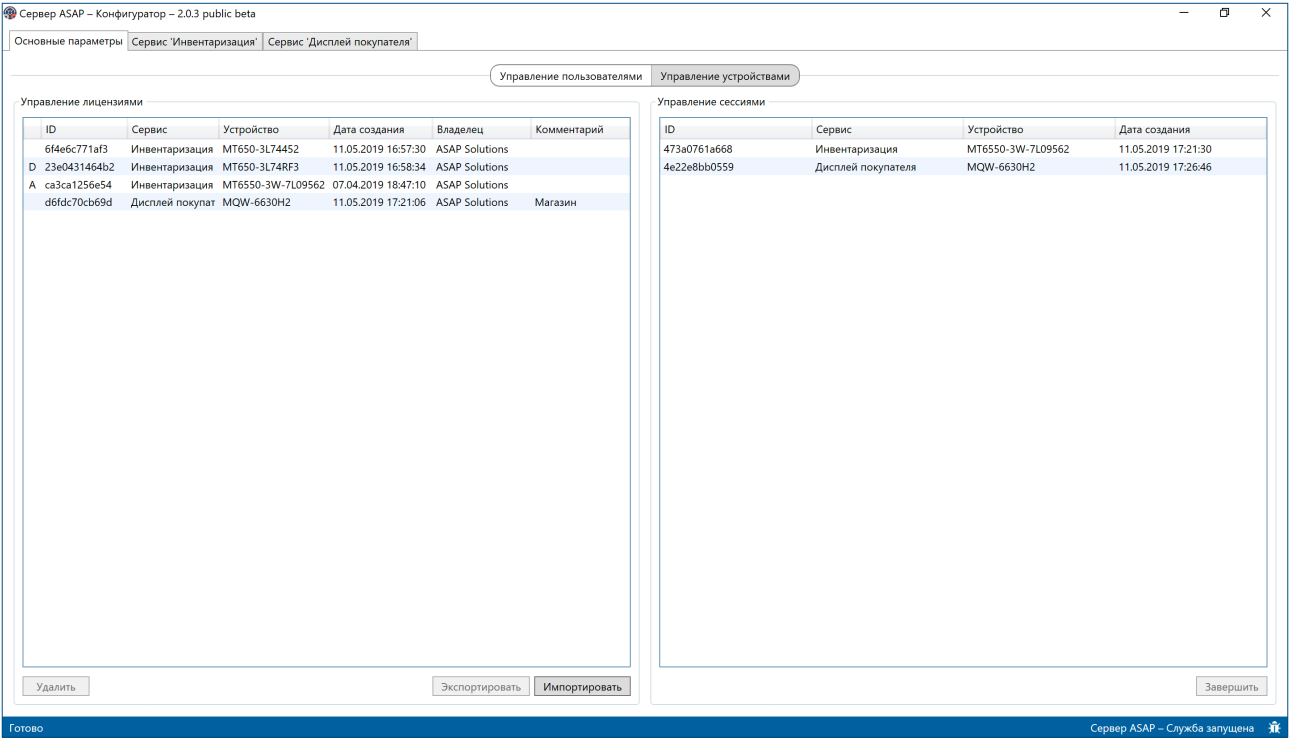 Сервер ASAP – Конфигуратор – 2.0.3 public beta
Основные параметры Сервис 'Инвентаризация' Сервис 'Дисплей покупателя'
Управление пользователями Управление устройствами
Управление лицензиями
ID Сервис Устройство Дата создания Владелец Комментарий
6f4e6c771af3 Инвентаризация MT650-3L74452 11.05.2019 16:57:30 ASAP Solutions
D 23e0431464b2 Инвентаризация MT650-3L74RF3 11.05.2019 16:58:34 ASAP Solutions
A ca3ca1256e54 Инвентаризация MT6550-3W-7L09562 07.04.2019 18:47:10 ASAP Solutions
d6fdc70cb69d Дисплей покупат MQW-6630H2 11.05.2019 17:21:06 ASAP Solutions Магазин
Удалить Экспортировать Импортировать
Управление сессиями
ID Сервис Устройство Дата создания
473a0761a668 Инвентаризация MT6550-3W-7L09562 11.05.2019 17:21:30
4e22e8bb0559 Дисплей покупателя MQW-6630H2 11.05.2019 17:26:46
Завершить
Готово Сервер ASAP – Служба запущена